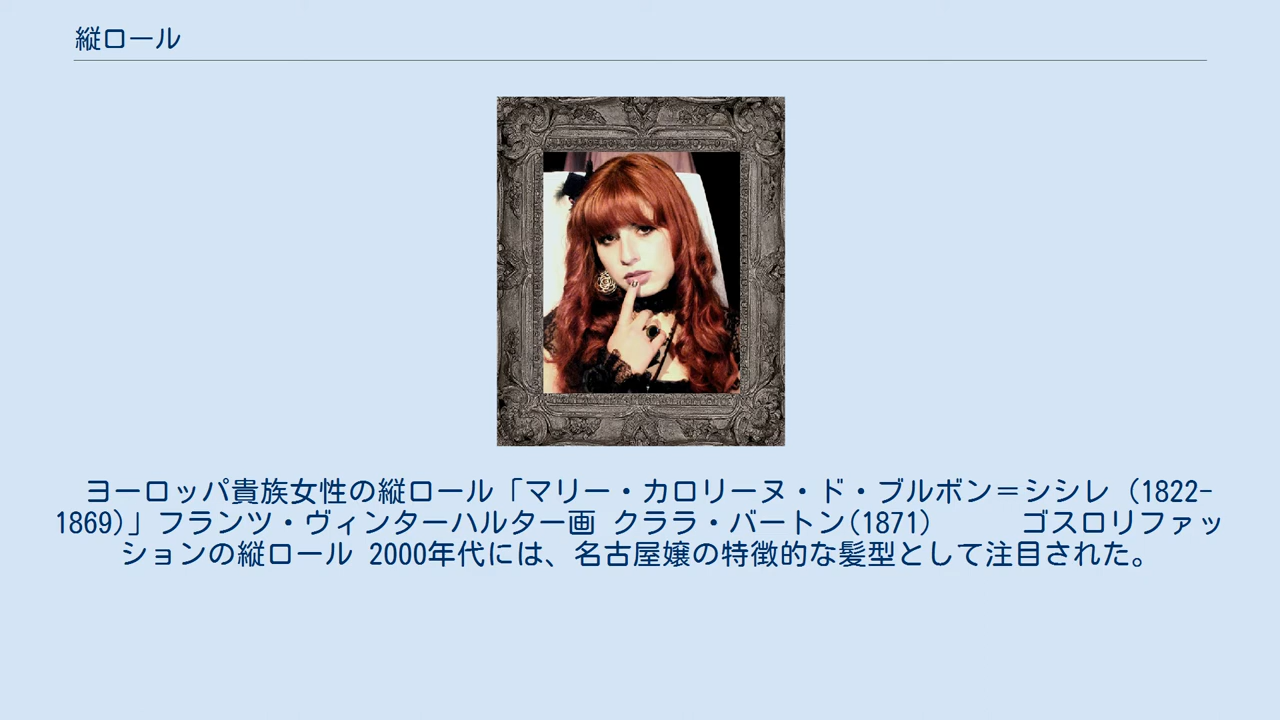 縦ロール
ヨーロッパ貴族女性の縦ロール「マリー・カロリーヌ・ド・ブルボン＝シシレ (1822-
1869)」フランツ・ヴィンターハルター画 クララ・バートン(1871)　　　ゴスロリファッ
ションの縦ロール 2000年代には、名古屋嬢の特徴的な髪型として注目された。